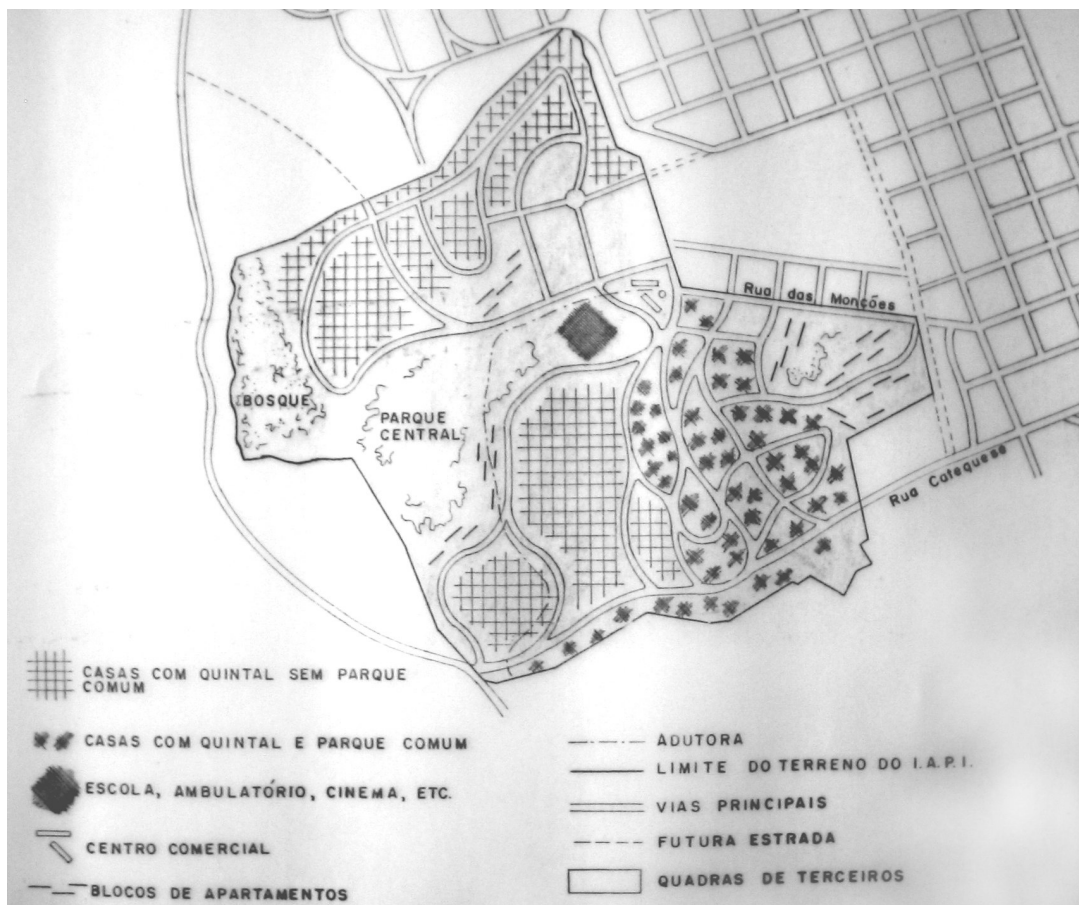 Rua das Monções
BOSQUE
PARQUE
CENTRAL
Rua Catequese
CASAS COM QUINTAL SEM PARQUE
COMUM
CASAS COM QUINTAL E PARQUE COMUM
ESCOLA, AMBULATÓRIO, CINEMA, ETC.
CENTRO COMERCIAL
BLOCOS DE APARTAMENTOS
ADUTORA
LIMITE DO TERRENO DO I.A.P.I.
VIAS PRINCIPAIS
FUTURA ESTRADA
QUADRAS DE TERCEIROS